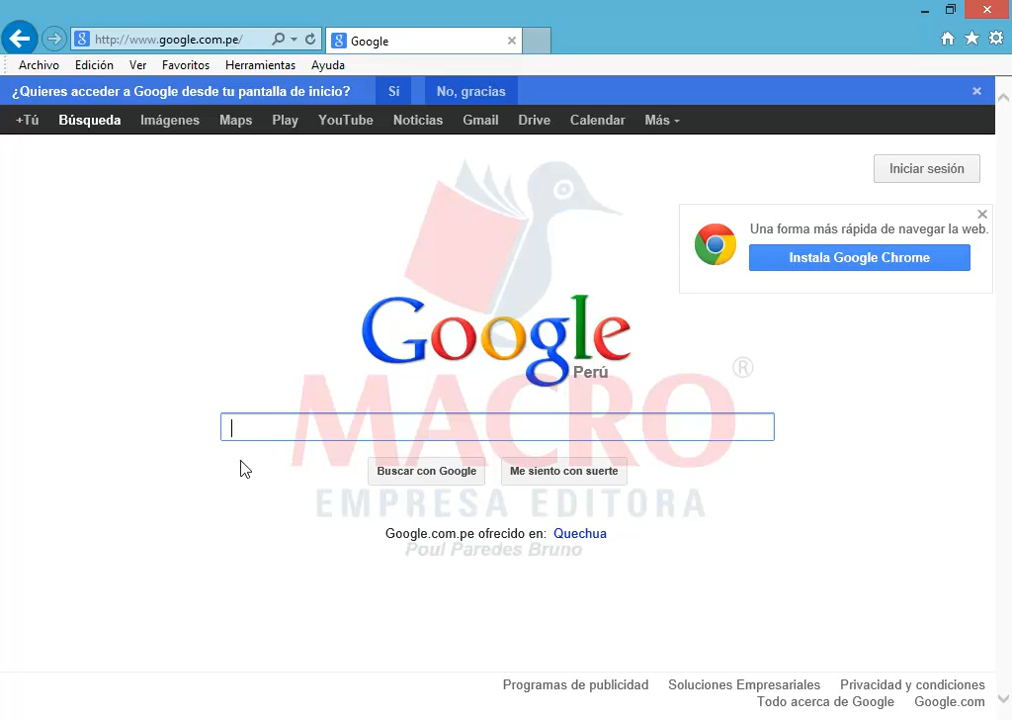 http://www.google.com.pe/
Google
Archivo Edición Ver Favoritos Herramientas Ayuda
¿Quieres acceder a Google desde tu pantalla de inicio? Si No, gracias
+Tú Búsqueda Imágenes Maps Play YouTube Noticias Gmail Drive Calendar Más
Iniciar sesión
Una forma más rápida de navegar la web.
Instala Google Chrome
Google
Perú
MACRO ®
Buscar con Google Me siento con suerte
EMPRESA EDITORA
Google.com.pe ofrecido en: Quechua
Poul Paredes Bruno
Programas de publicidad Soluciones Empresariales Privacidad y condiciones
Todo acerca de Google Google.com